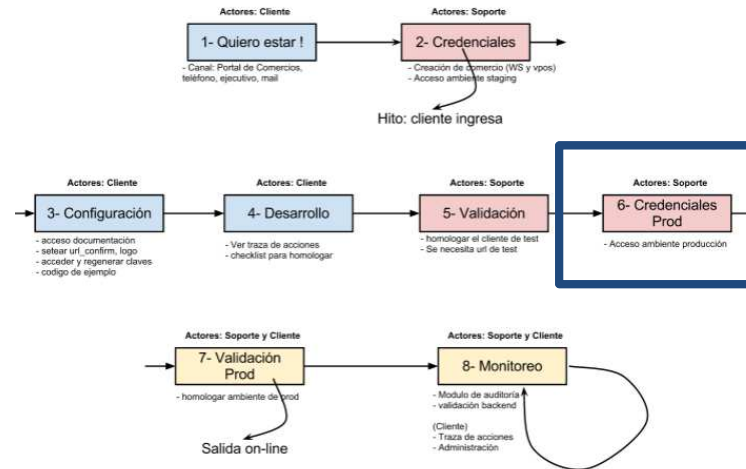 Actores: Cliente
1- Quiero estar !
- Canal: Portal de Comercios,
teléfono, ejecutivo, mail
Actores: Soporte
2- Credenciales
- Creación de comercio (WS y vpos)
- Acceso ambiente staging
Hito: cliente ingresa
Actores: Cliente
3- Configuración
- acceso documentación
- setear url_confirm, logo
- acceder y regenerar claves
- codigo de ejemplo
Actores: Cliente
4- Desarrollo
- Ver traza de acciones
- checklist para homologar
Actores: Soporte
5- Validación
- homologar el cliente de test
- Se necesita url de test
Actores: Soporte
6- Credenciales
Prod
- Acceso ambiente producción
Actores: Soporte y Cliente
7- Validación
Prod
- homologar ambiente de prod
Salida on-line
Actores: Soporte y Cliente
8- Monitoreo
- Modulo de auditoría
- validación backend
(Cliente)
- Traza de acciones
- Administración